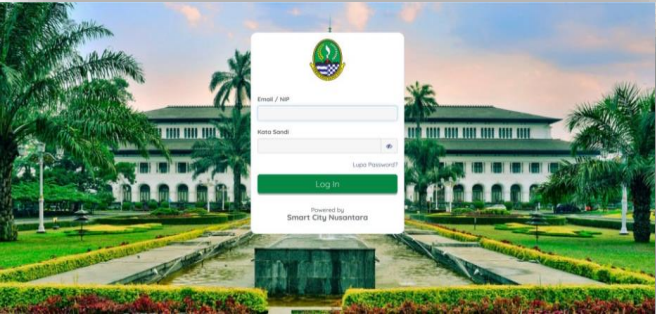 Email / NIP
Kata Sandi
Lupa Password?
Log In
Powered by
Smart City Nusantara